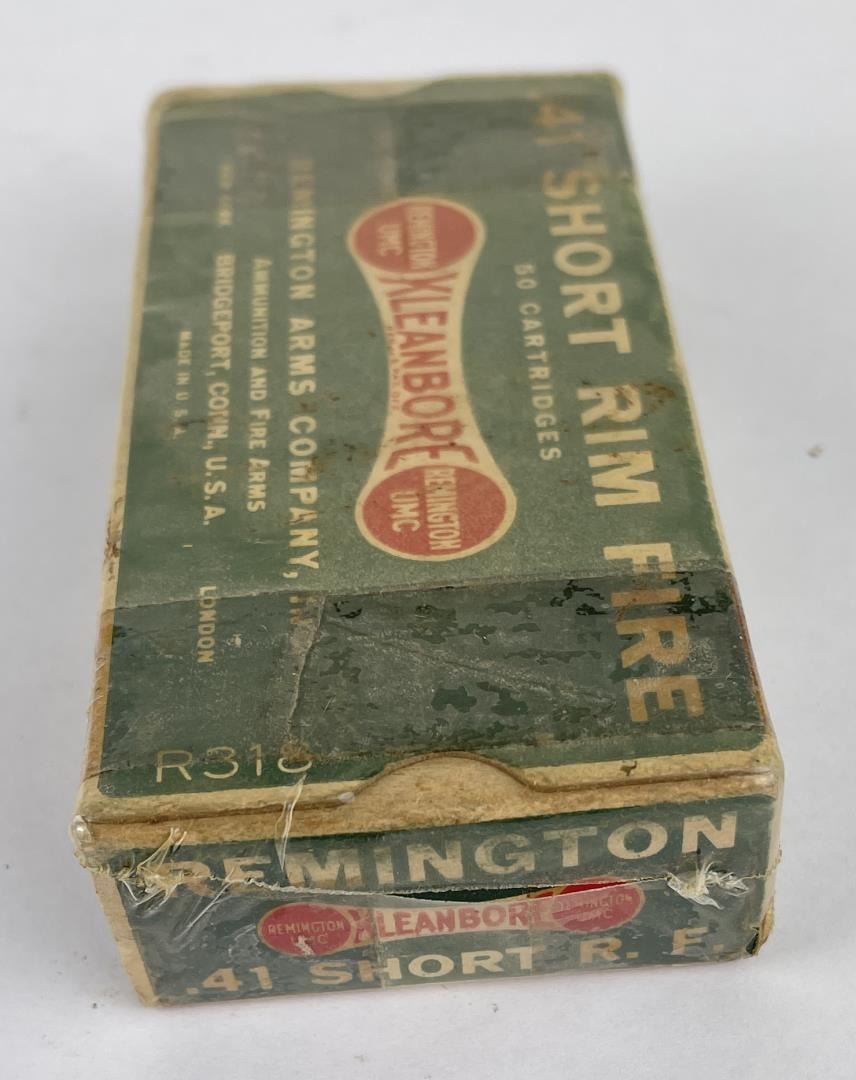 .41 SHORT RIM FIRE
50 CARTRIDGES
REMINGTON
UMC
KLEANBORE
REMINGTON
UMC
REMINGTON ARMS COMPANY,
AMMUNITION AND FIRE ARMS
BRIDGEPORT, CONN., U.S.A. LONDON
MADE IN U.S.A.
R318
REMINGTON
REMINGTON
UMC
KLEANBORE
REMINGTON
UMC
.41 SHORT R. F.